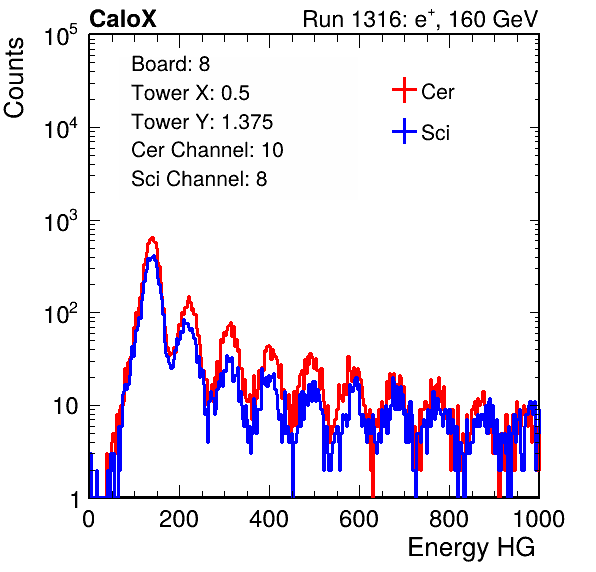 CaloX Run 1316: e⁺, 160 GeV
Counts
10⁵
10⁴
10³
10²
10
1
Board: 8
Tower X: 0.5
Tower Y: 1.375
Cer Channel: 10
Sci Channel: 8
Cer
Sci
0 200 400 600 800 1000
Energy HG